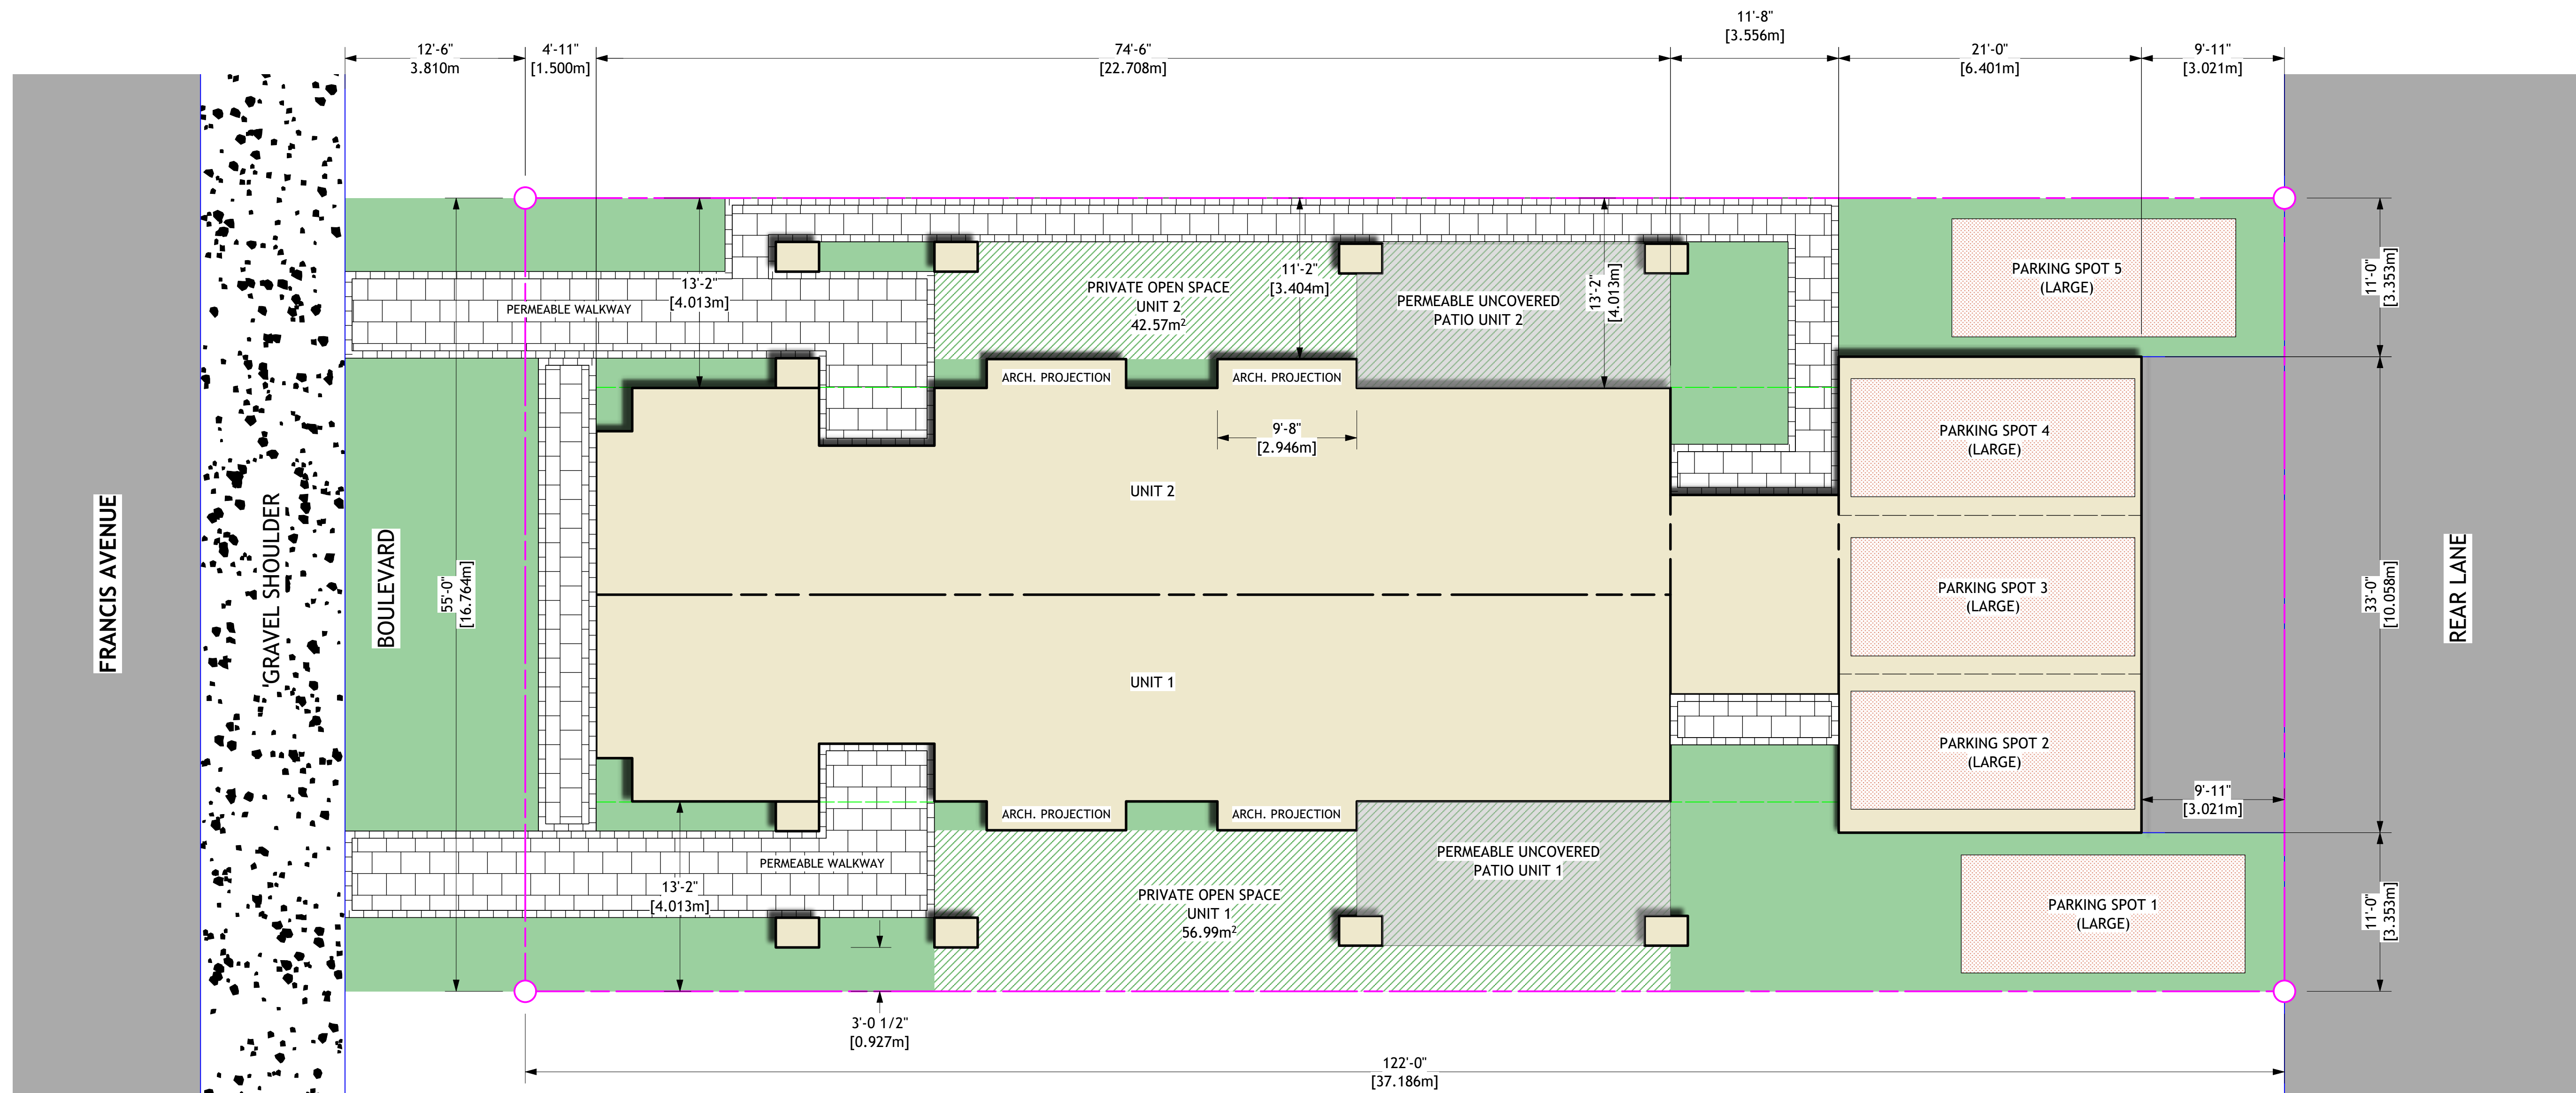 11'-8"
[3.556m]
12'-6"
3.810m
4'-11"
[1.500m]
74'-6"
[22.708m]
21'-0"
[6.401m]
9'-11"
[3.021m]
FRANCIS AVENUE
GRAVEL SHOULDER
BOULEVARD
55'-0"
[16.764m]
PERMEABLE WALKWAY
13'-2"
[4.013m]
PRIVATE OPEN SPACE
UNIT 2
42.57m²
11'-2"
[3.404m]
PERMEABLE UNCOVERED
PATIO UNIT 2
13'-2"
[4.013m]
PARKING SPOT 5
(LARGE)
11'-0"
[3.353m]
ARCH. PROJECTION
ARCH. PROJECTION
9'-8"
[2.946m]
PARKING SPOT 4
(LARGE)
UNIT 2
PARKING SPOT 3
(LARGE)
33'-0"
[10.058m]
REAR LANE
UNIT 1
PARKING SPOT 2
(LARGE)
9'-11"
[3.021m]
ARCH. PROJECTION
ARCH. PROJECTION
PERMEABLE WALKWAY
13'-2"
[4.013m]
PRIVATE OPEN SPACE
UNIT 1
56.99m²
PERMEABLE UNCOVERED
PATIO UNIT 1
PARKING SPOT 1
(LARGE)
11'-0"
[3.353m]
3'-0 1/2"
[0.927m]
122'-0"
[37.186m]